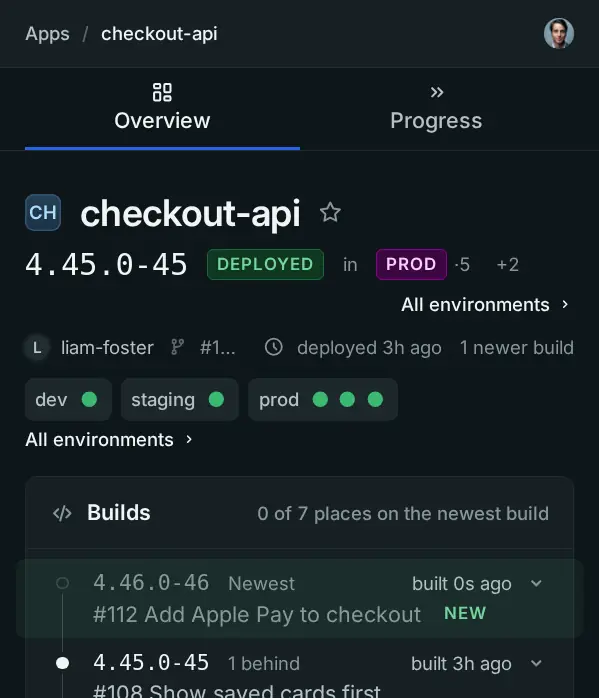 Apps / checkout-api
Overview
Progress
CH checkout-api
4.45.0-45 DEPLOYED in PROD ·5 +2
All environments ›
L liam-foster #1... deployed 3h ago 1 newer build
dev staging prod
All environments ›
Builds 0 of 7 places on the newest build
4.46.0-46 Newest built 0s ago
#112 Add Apple Pay to checkout NEW
4.45.0-45 1 behind built 3h ago
#108 Show saved cards first